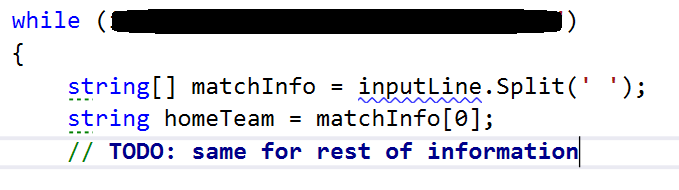 while ()
{
string[] matchInfo = inputLine.Split(' ');
string homeTeam = matchInfo[0];
// TODO: same for rest of information